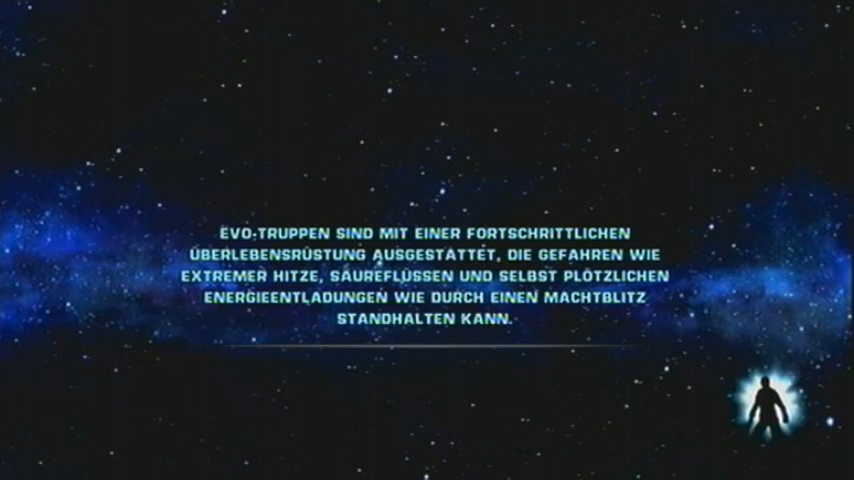 EVO-TRUPPEN SIND MIT EINER FORTSCHRITTLICHEN
ÜBERLEBENSRÜSTUNG AUSGESTATTET, DIE GEFAHREN WIE
EXTREMER HITZE, SÄUREFLÜSSEN UND SELBST PLÖTZLICHEN
ENERGIEENTLADUNGEN WIE DURCH EINEN MACHTBLITZ
STANDHALTEN KANN.